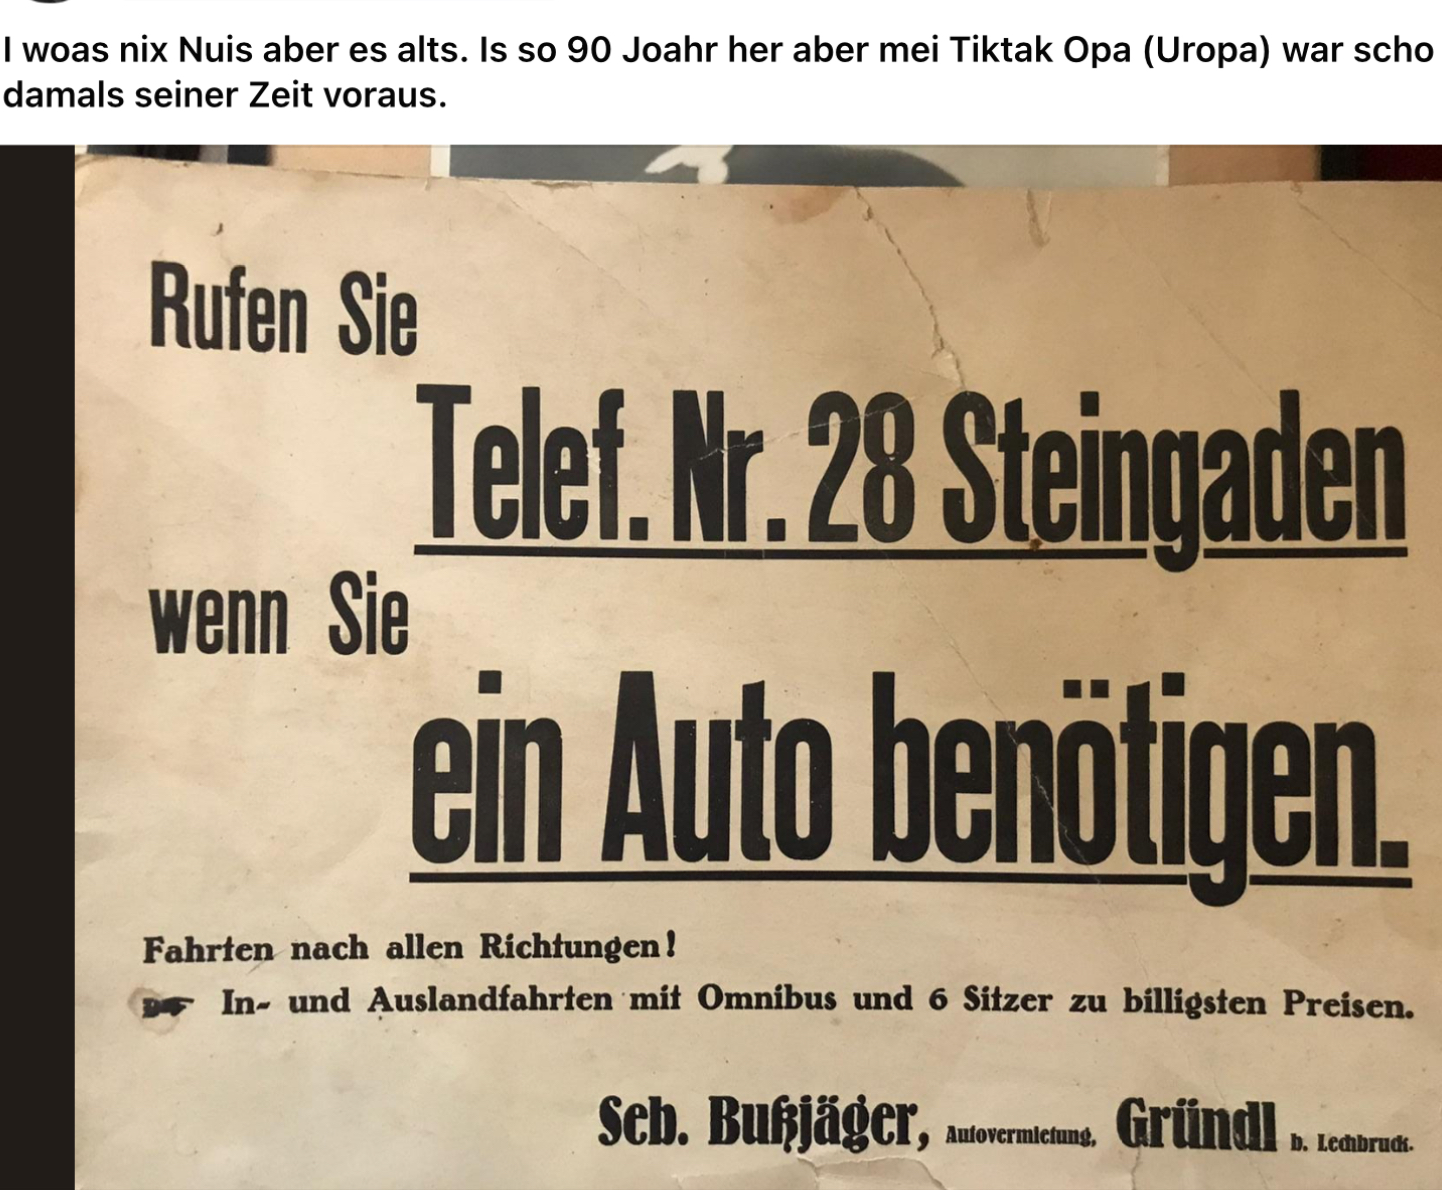 I woas nix Nuis aber es alts. Is so 90 Joahr her aber mei Tiktak Opa (Uropa) war scho
damals seiner Zeit voraus.
Rufen Sie
Telef. Nr. 28 Steingaden
wenn Sie
ein Auto benötigen.
Fahrten nach allen Richtungen!
In- und Auslandfahrten mit Omnibus und 6 Sitzer zu billigsten Preisen.
Seb. Bußjäger, Autovermietung, Gründl b. Lechbruck.